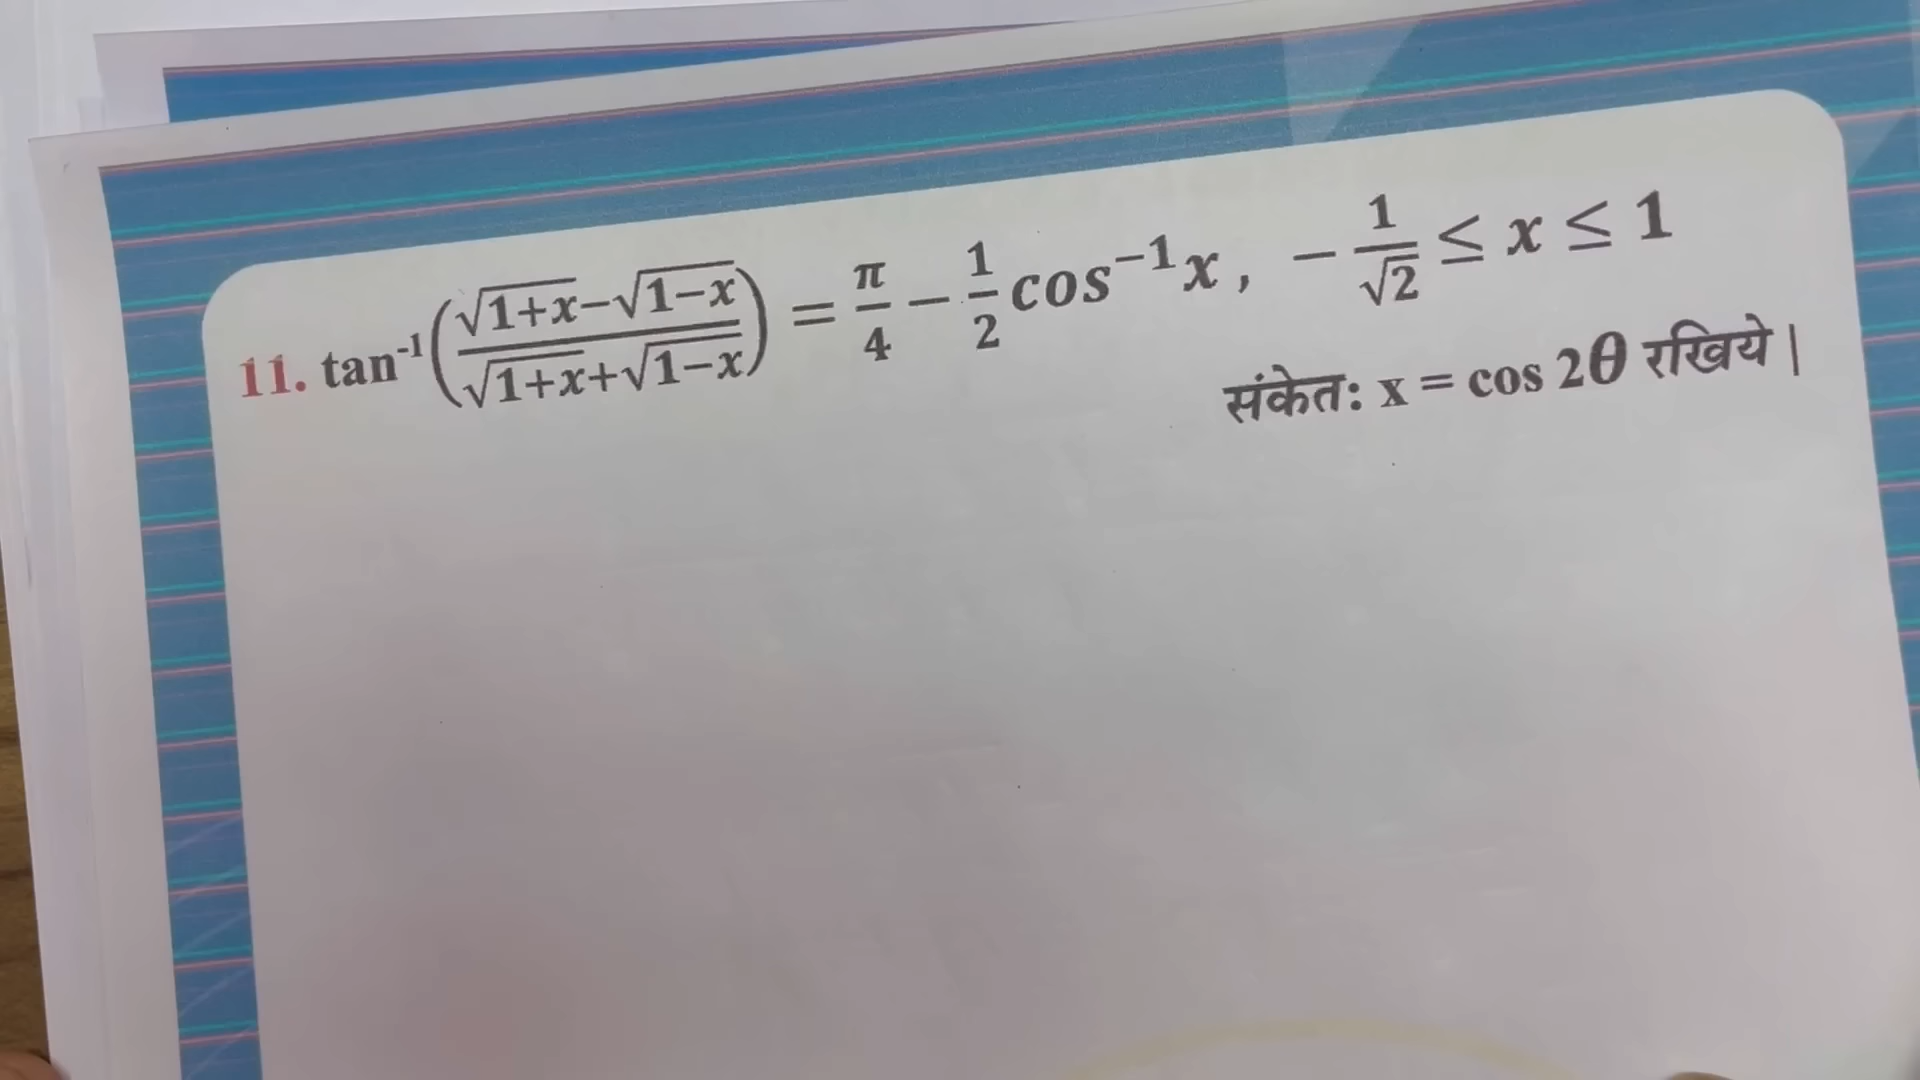 11. tan⁻¹((√1+x−√1−x)/(√1+x+√1−x)) = π/4 − 1/2 cos⁻¹x , − 1/√2 ≤ x ≤ 1
संकेत: x = cos 2θ रखिये |